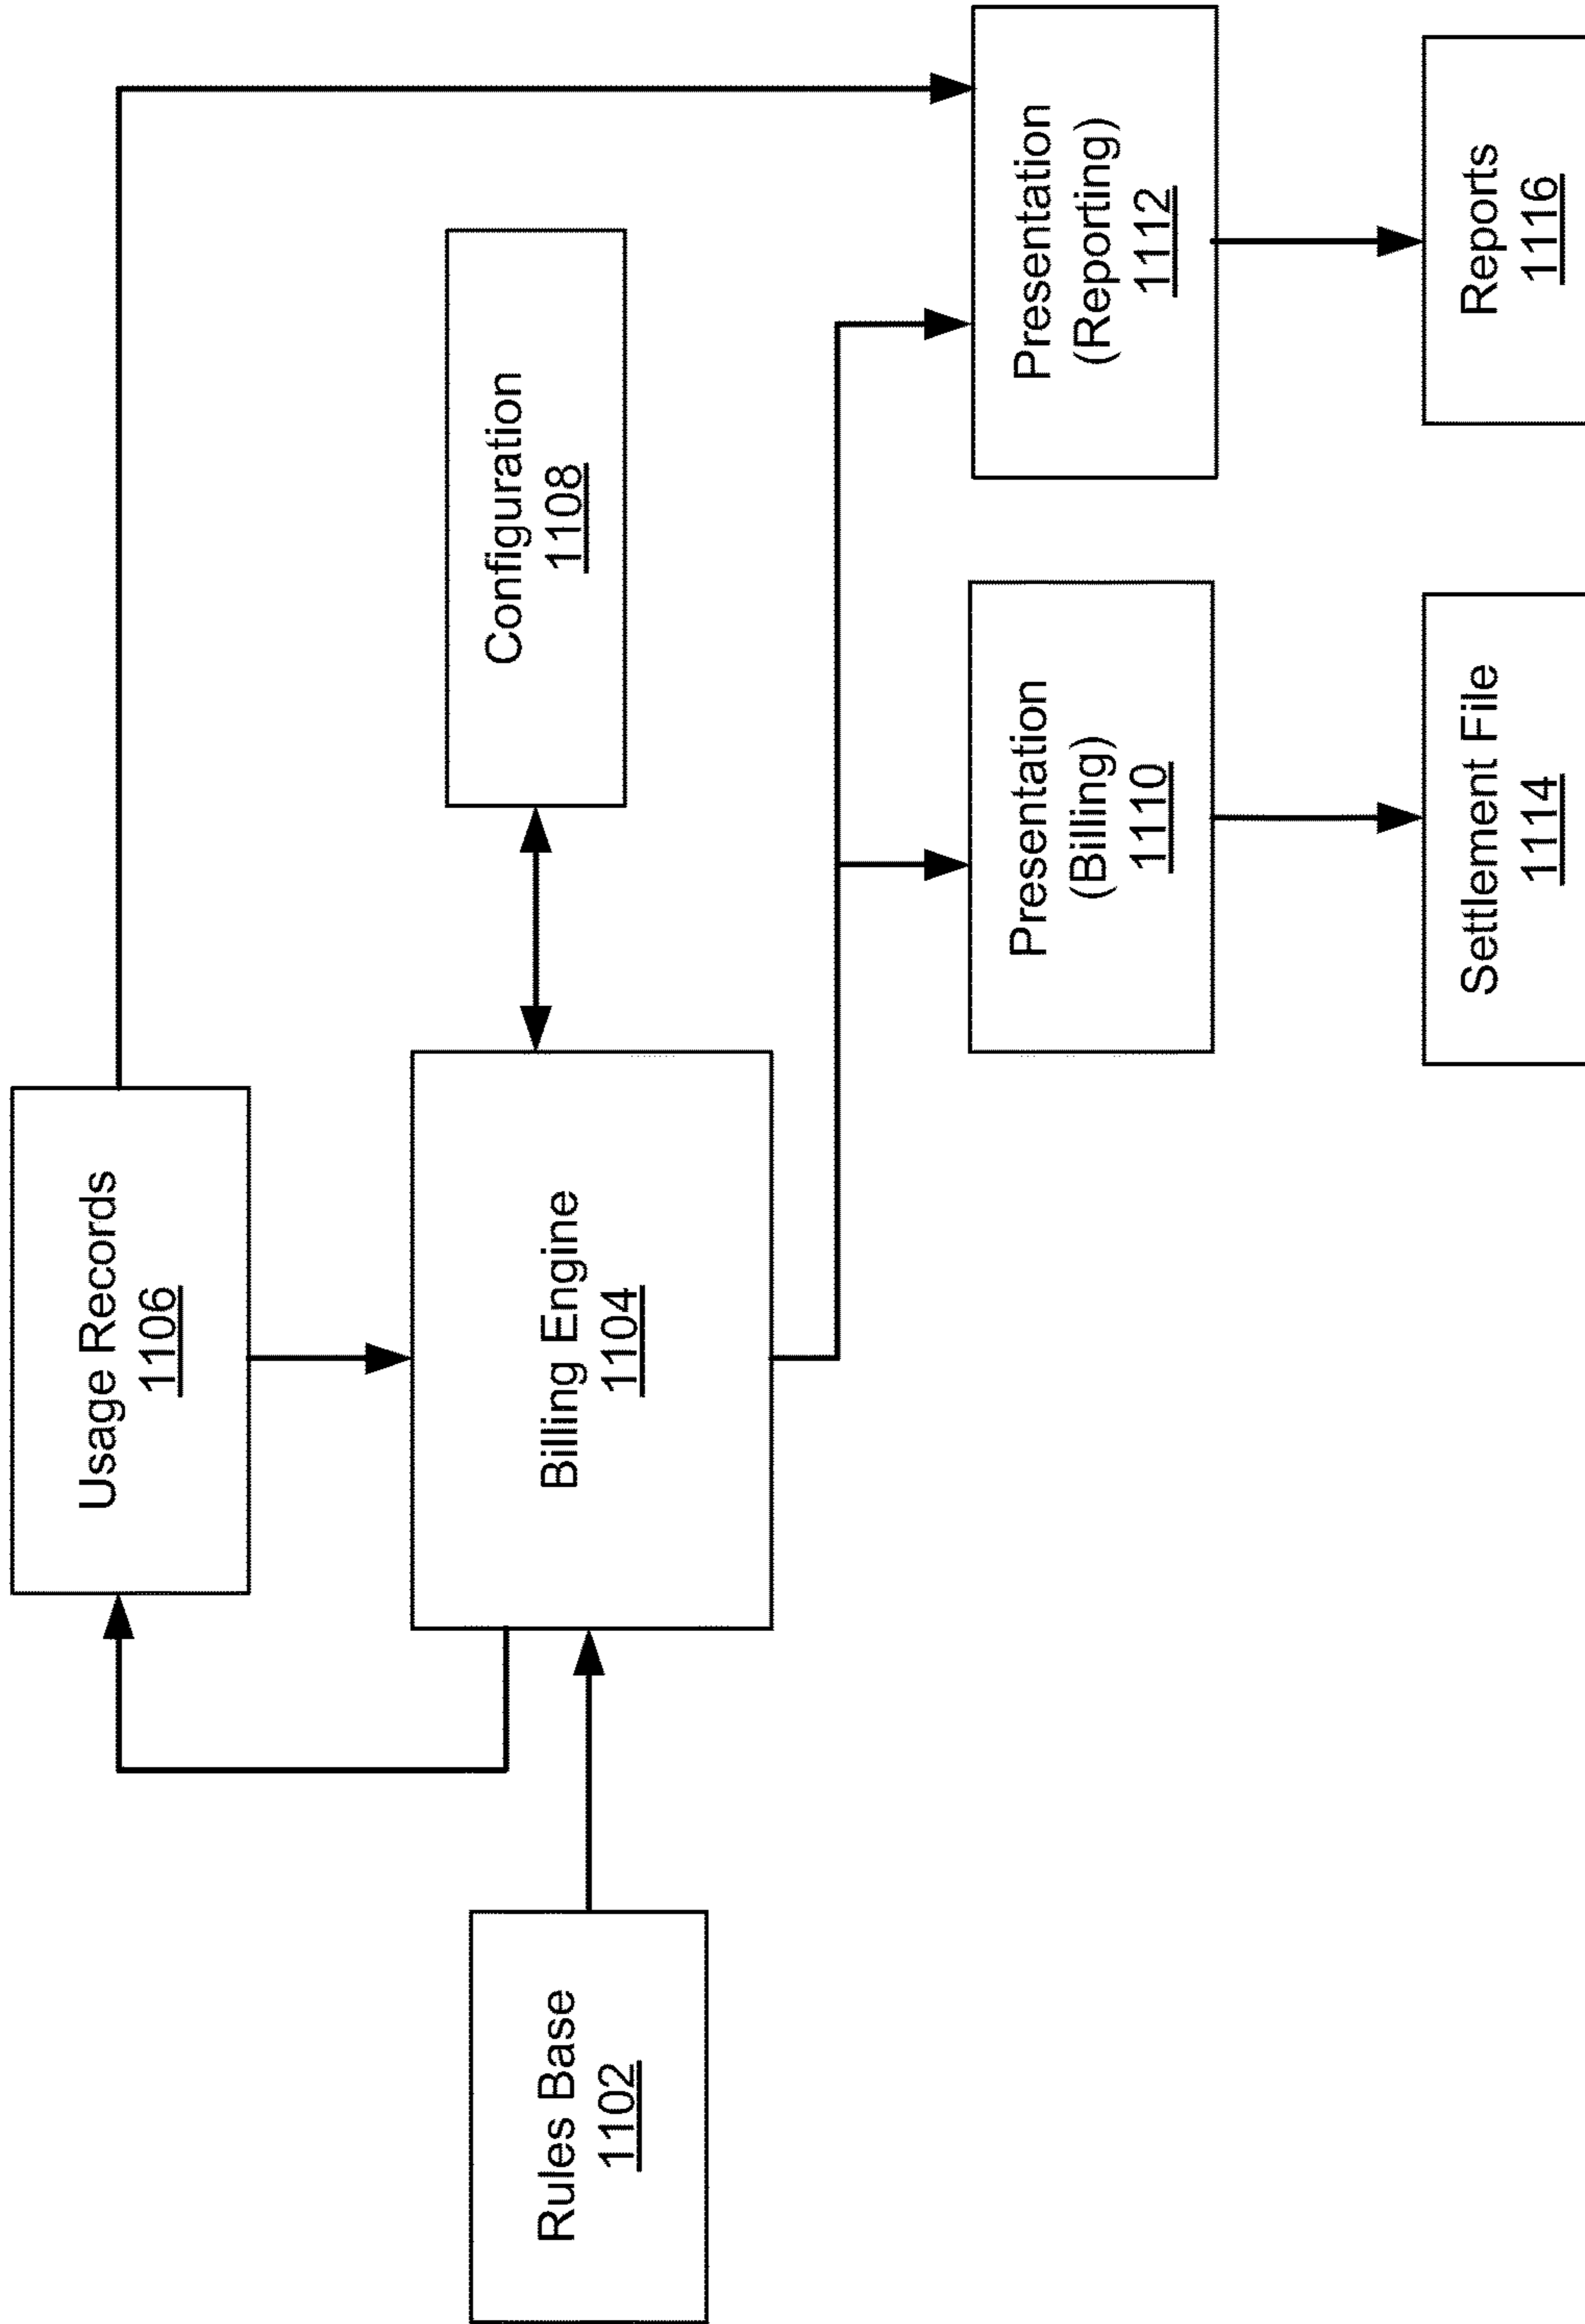 Usage Records
1106
Rules Base
1102
Billing Engine
1104
Configuration
1108
Presentation
(Billing)
1110
Presentation
(Reporting)
1112
Settlement File
1114
Reports
1116